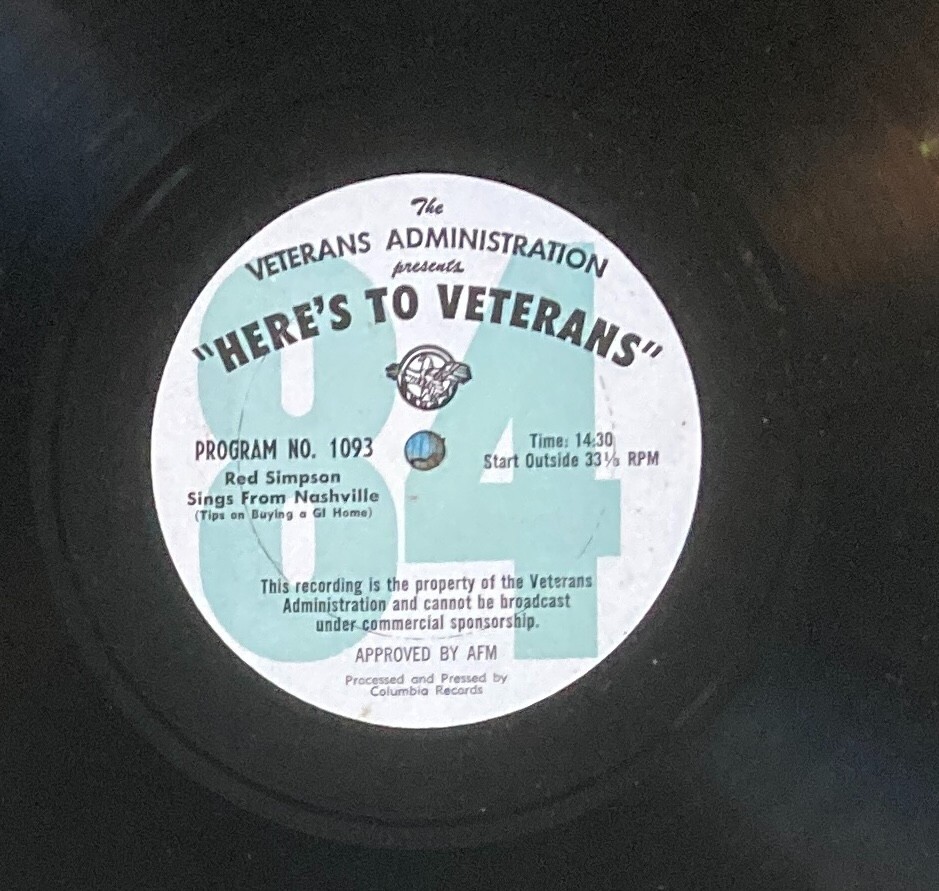 The
VETERANS ADMINISTRATION
presents
"HERE'S TO VETERANS"
84
PROGRAM NO. 1093
Red Simpson
Sings From Nashville
(Tips on Buying a GI Home)
Time: 14:30
Start Outside 33⅓ RPM
This recording is the property of the Veterans
Administration and cannot be broadcast
under commercial sponsorship.
APPROVED BY AFM
Processed and Pressed by
Columbia Records